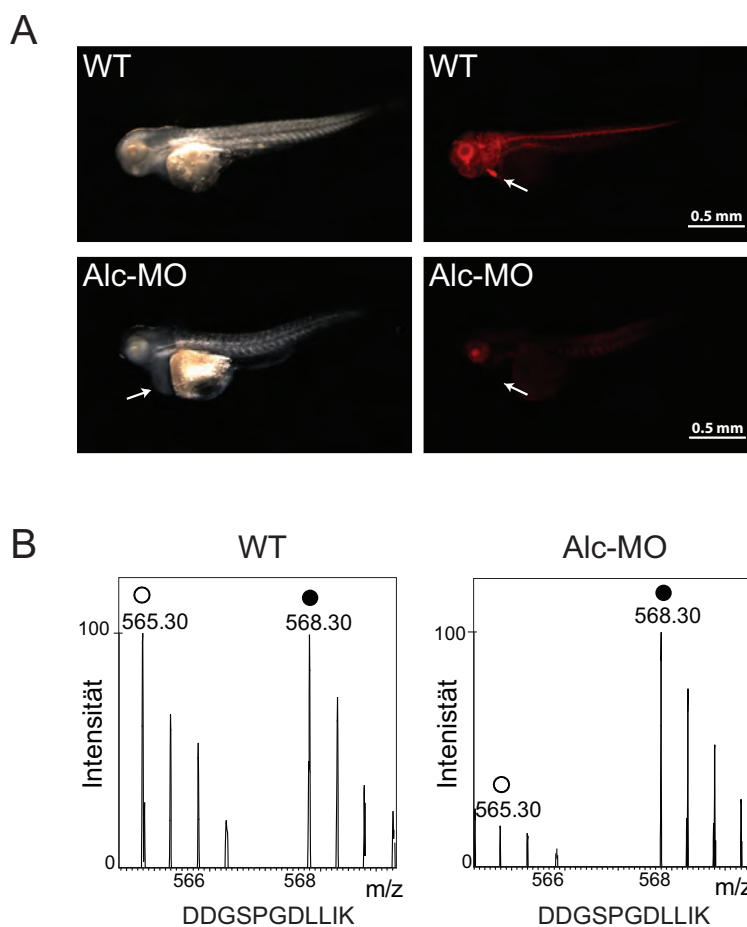 A
WT
WT
0.5 mm
Alc-MO
Alc-MO
0.5 mm
B
WT
Alc-MO
565.30
568.30
100
Intensität
0
566
568
m/z
DDGSPGDLLIK
568.30
100
Intenistät
565.30
0
566
568
m/z
DDGSPGDLLIK